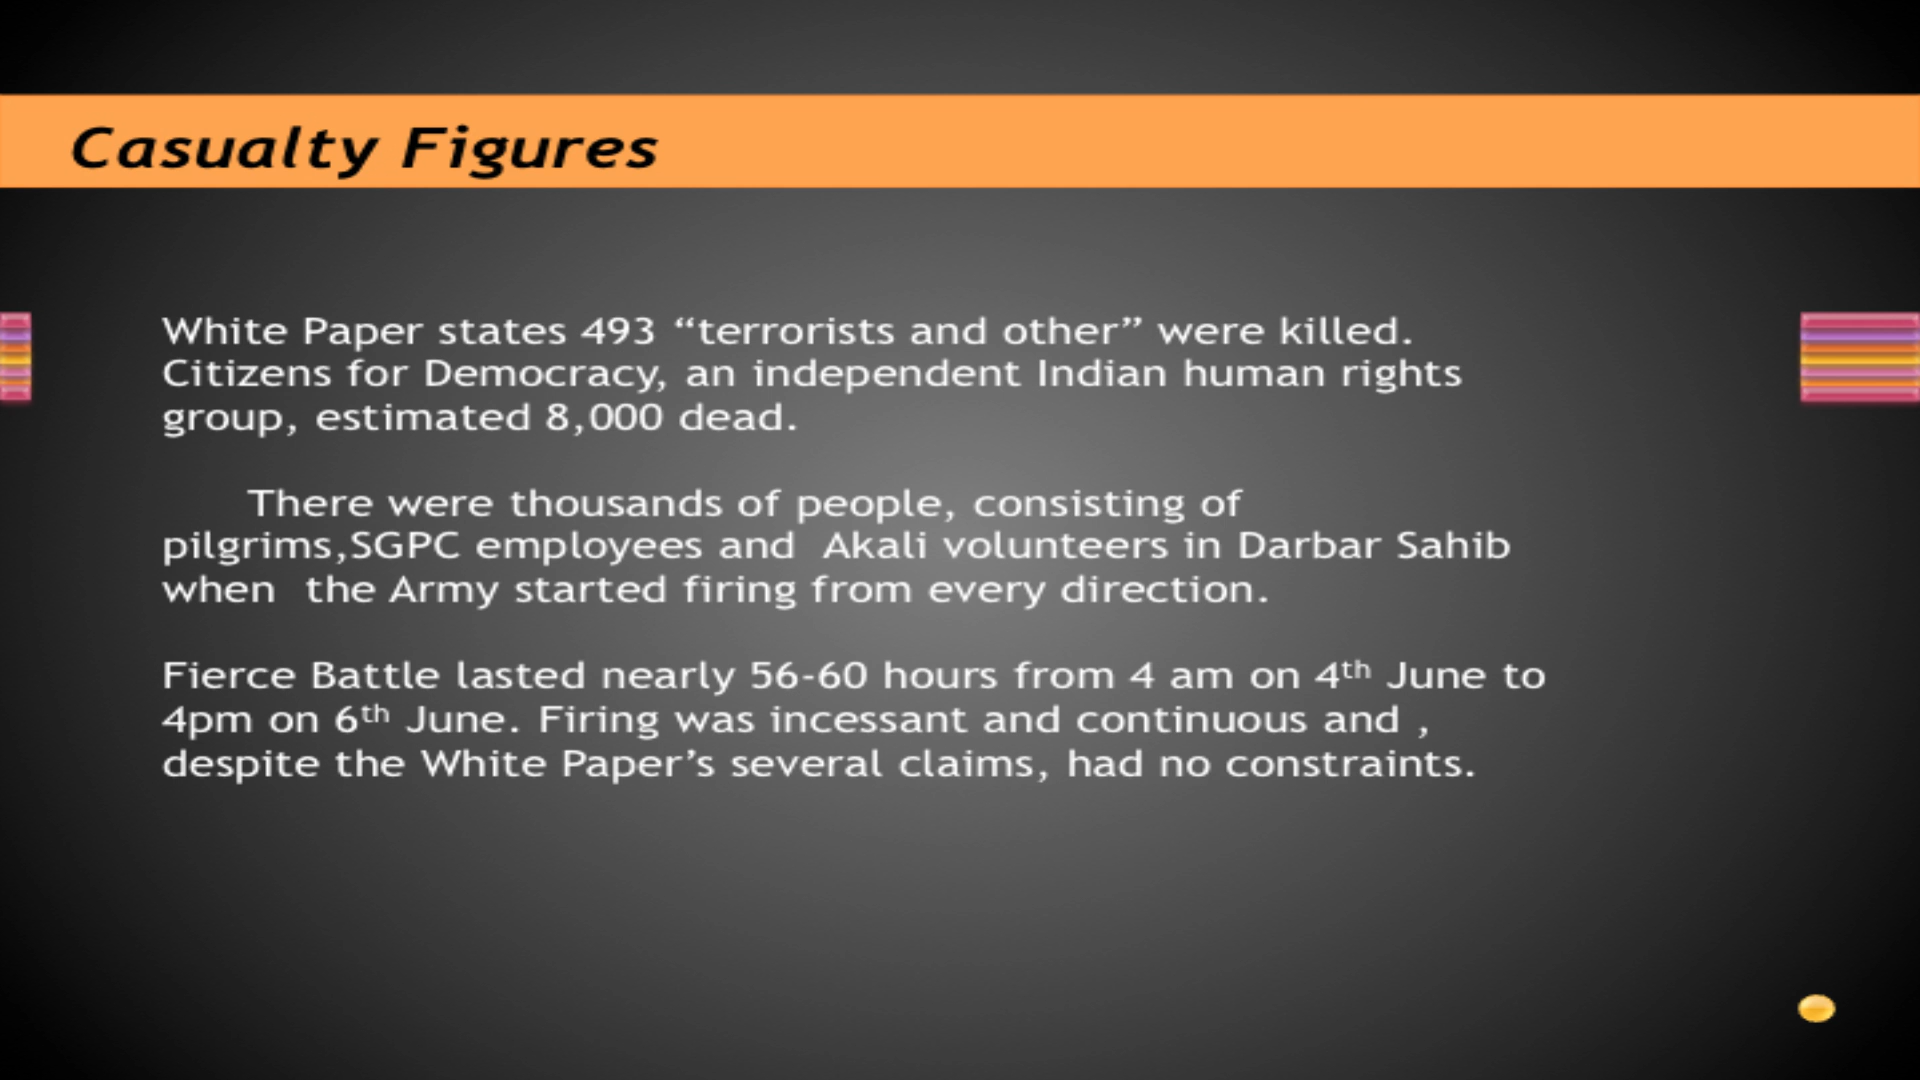 Casualty Figures
White Paper states 493 “terrorists and other” were killed.
Citizens for Democracy, an independent Indian human rights
group, estimated 8,000 dead.
There were thousands of people, consisting of
pilgrims,SGPC employees and  Akali volunteers in Darbar Sahib
when  the Army started firing from every direction.
Fierce Battle lasted nearly 56-60 hours from 4 am on 4th June to
4pm on 6th June. Firing was incessant and continuous and ,
despite the White Paper’s several claims, had no constraints.